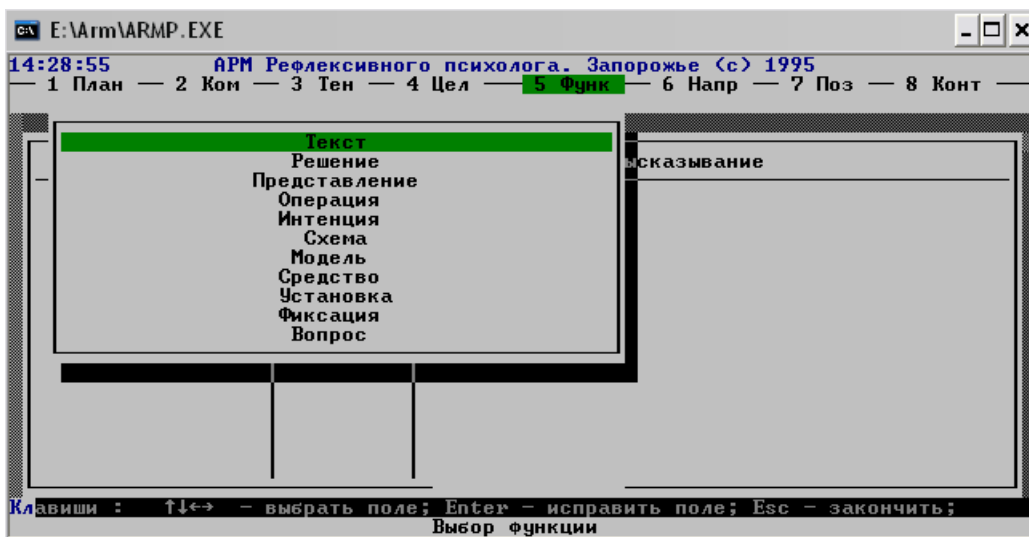 E:\Arm\ARMP.EXE
14:28:55 АРМ Рефлексивного психолога. Запорожье (c) 1995
— 1 План — 2 Ком — 3 Тен — 4 Цел — 5 Функ — 6 Напр — 7 Поз — 8 Конт —
Текст
Решение ысказывание
Представление
Операция
Интенция
Схема
Модель
Средство
Установка
Фиксация
Вопрос
Клавиши : ↑↓←→ — выбрать поле; Enter — исправить поле; Esc — закончить;
Выбор функции